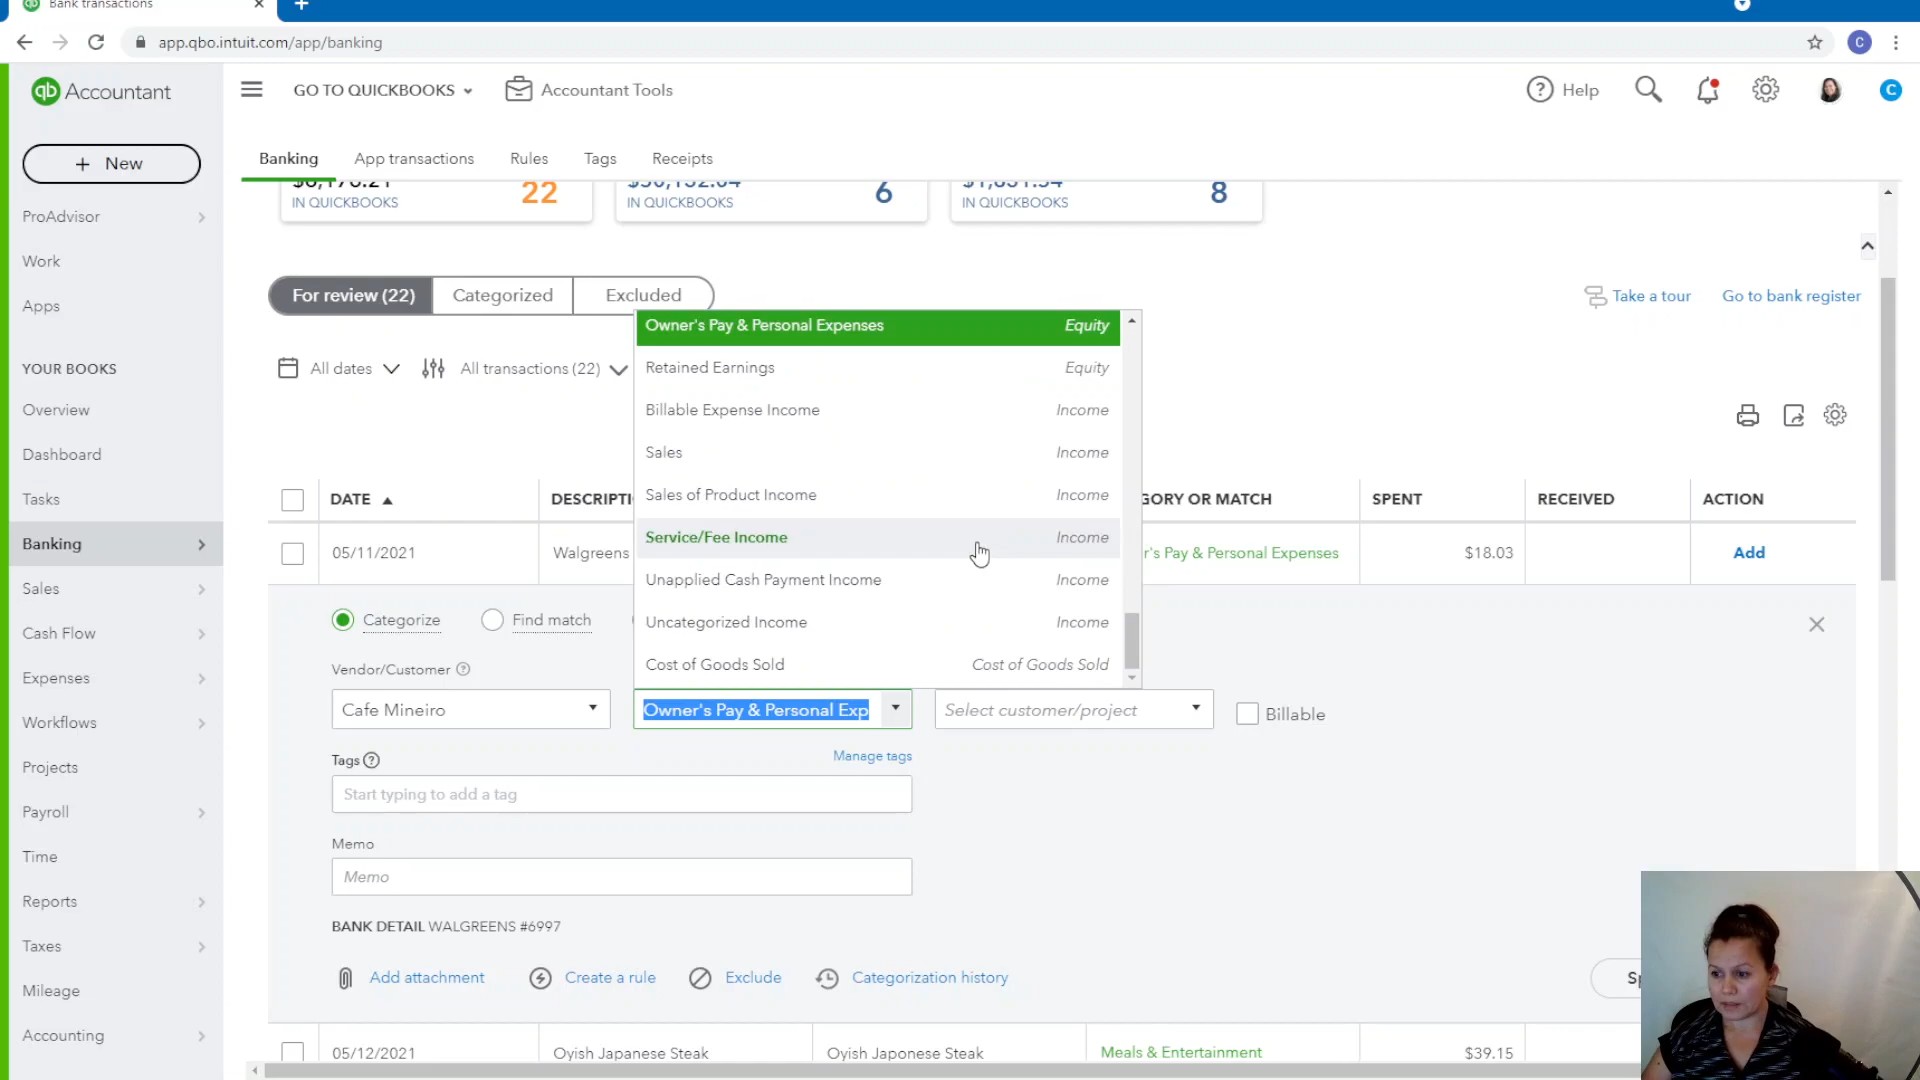 Bank transactions
app.qbo.intuit.com/app/banking
C
qb Accountant
GO TO QUICKBOOKS
Accountant Tools
Help
C
New
ProAdvisor
Work
Apps
YOUR BOOKS
Overview
Dashboard
Tasks
Banking
Sales
Cash Flow
Expenses
Workflows
Projects
Payroll
Time
Reports
Taxes
Mileage
Accounting
Banking App transactions Rules Tags Receipts
22
IN QUICKBOOKS
6
IN QUICKBOOKS
8
IN QUICKBOOKS
For review (22) Categorized Excluded
Take a tour Go to bank register
All dates All transactions (22)
Owner's Pay & Personal Expenses Equity
Retained Earnings Equity
Billable Expense Income Income
Sales Income
Sales of Product Income Income
Service/Fee Income Income
Unapplied Cash Payment Income Income
Uncategorized Income Income
Cost of Goods Sold Cost of Goods Sold
DATE DESCRIPTI GORY OR MATCH SPENT RECEIVED ACTION
05/11/2021 Walgreens r's Pay & Personal Expenses $18.03 Add
Categorize Find match
Vendor/Customer
Cafe Mineiro Owner's Pay & Personal Exp Select customer/project Billable
Tags Manage tags
Start typing to add a tag
Memo
Memo
BANK DETAIL WALGREENS #6997
Add attachment Create a rule Exclude Categorization history
Sp
05/12/2021 Oyish Japanese Steak Oyish Japonese Steak Meals & Entertainment $39.15